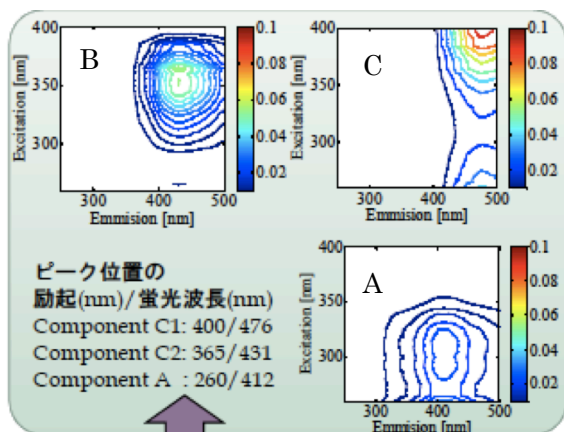 B
400
350
300
Excitation [nm]
300
400
500
Emmision [nm]
0.1
0.08
0.06
0.04
0.02
C
400
300
Excitation [nm]
300
400
500
Emmision [nm]
0.1
0.08
0.06
0.04
0.02
A
400
350
300
Excitation [nm]
300
400
500
Emmision [nm]
0.1
0.08
0.06
0.04
0.02
ピーク位置の
励起(nm)/蛍光波長(nm)
Component C1: 400/476
Component C2: 365/431
Component A : 260/412